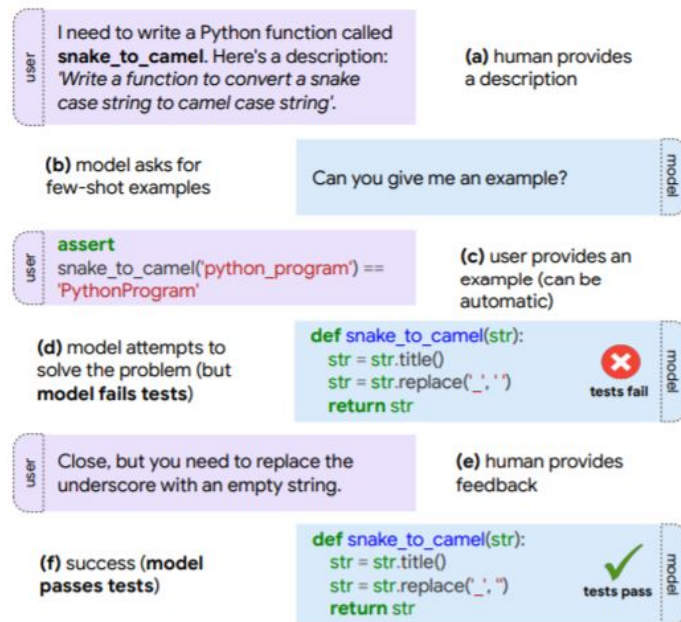 user
I need to write a Python function called
snake_to_camel. Here's a description:
'Write a function to convert a snake
case string to camel case string'.
(a) human provides
a description
(b) model asks for
few-shot examples
Can you give me an example?
model
user
assert
snake_to_camel('python_program') ==
'PythonProgram'
(c) user provides an
example (can be
automatic)
(d) model attempts to
solve the problem (but
model fails tests)
def snake_to_camel(str):
str = str.title()
str = str.replace('_', ' ')
return str
tests fail
model
user
Close, but you need to replace the
underscore with an empty string.
(e) human provides
feedback
(f) success (model
passes tests)
def snake_to_camel(str):
str = str.title()
str = str.replace('_', '')
return str
tests pass
model